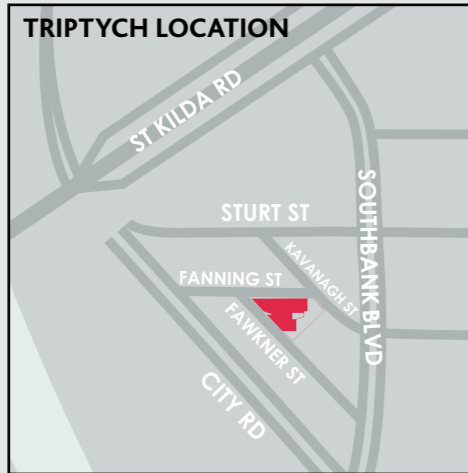 TRIPTYCH LOCATION
ST KILDA RD
SOUTHBANK BLVD
STURT ST
KAVANAGH ST
FANNING ST
FAWKNER ST
CITY RD